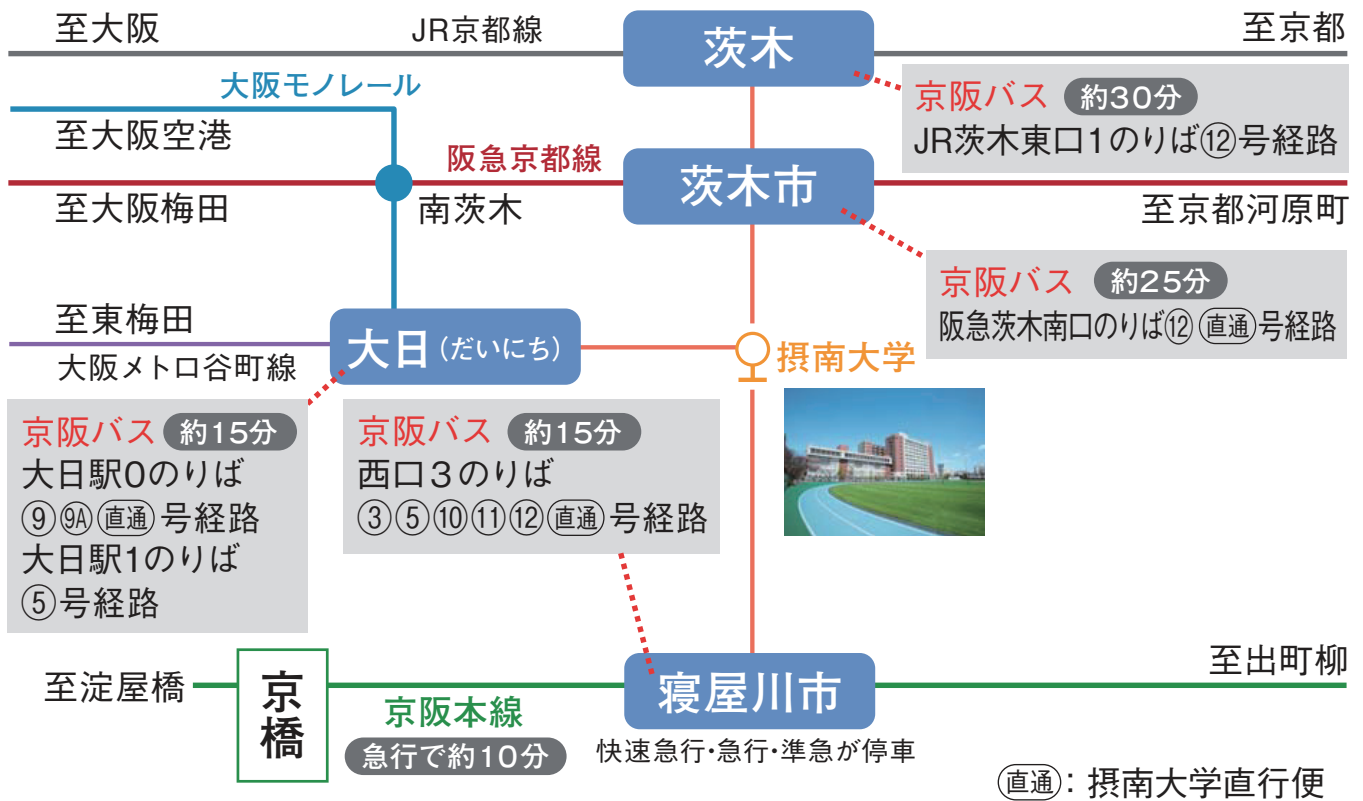 至大阪
JR京都線
茨木
至京都
大阪モノレール
至大阪空港
京阪バス 約30分
JR茨木東口1のりば⑫号経路
阪急京都線
茨木市
至大阪梅田
南茨木
至京都河原町
京阪バス 約25分
阪急茨木南口のりば⑫直通号経路
至東梅田
大阪メトロ谷町線
大日(だいにち)
摂南大学
京阪バス 約15分
大日駅0のりば
⑨9A直通号経路
大日駅1のりば
⑤号経路
京阪バス 約15分
西口3のりば
③⑤⑩⑪⑫直通号経路
至淀屋橋
京橋
京阪本線
急行で約10分
寝屋川市
快速急行・急行・準急が停車
至出町柳
直通：摂南大学直行便